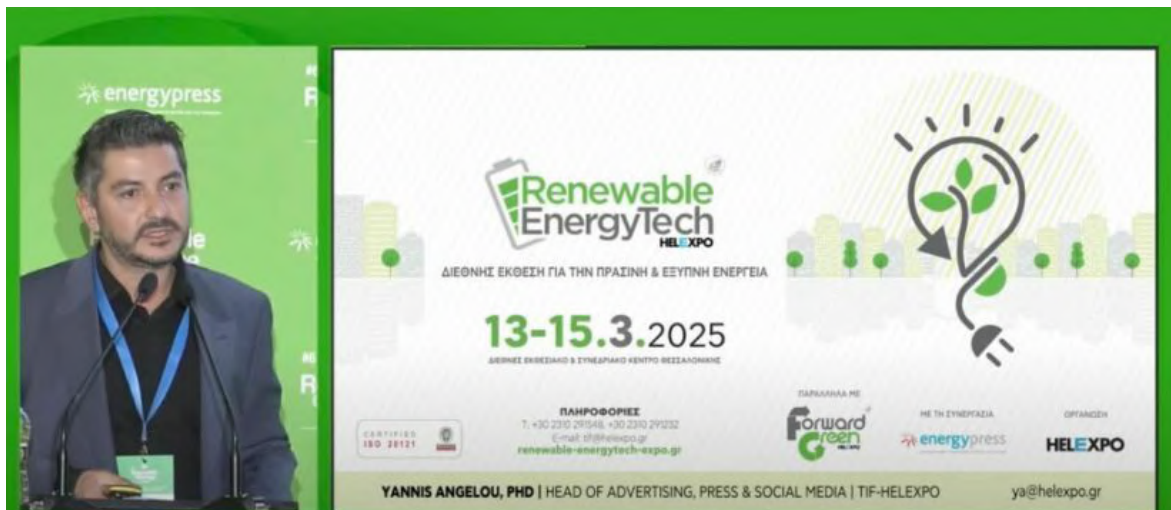 energypress
Renewable
EnergyTech
HELEXPO
ΔΙΕΘΝΗΣ ΕΚΘΕΣΗ ΓΙΑ ΤΗΝ ΠΡΑΣΙΝΗ & ΕΞΥΠΝΗ ΕΝΕΡΓΕΙΑ
13-15.3.2025
ΔΙΕΘΝΕΣ ΕΚΘΕΣΙΑΚΟ & ΣΥΝΕΔΡΙΑΚΟ ΚΕΝΤΡΟ ΘΕΣΣΑΛΟΝΙΚΗΣ
CERTIFIED
ISO 20121
ΠΛΗΡΟΦΟΡΙΕΣ
T: +30 2310 291548, +30 2310 291232
E-mail: tif@helexpo.gr
renewable-energytech-expo.gr
ΠΑΡΑΛΛΗΛΑ ΜΕ
Forward
Green
HELEXPO
ΜΕ ΤΗ ΣΥΝΕΡΓΑΣΙΑ
energypress
ΟΡΓΑΝΩΣΗ
HELEXPO
YANNIS ANGELOU, PHD | HEAD OF ADVERTISING, PRESS & SOCIAL MEDIA | TIF-HELEXPO ya@helexpo.gr